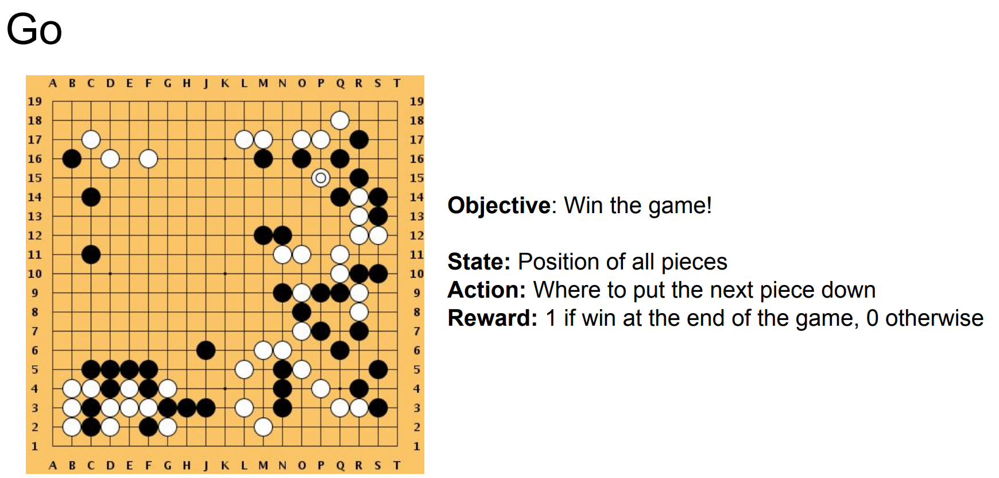 Go
A B C D E F G H J K L M N O P Q R S T
19 19
18 18
17 17
16 16
15 15
14 14
13 13
12 12
11 11
10 10
9 9
8 8
7 7
6 6
5 5
4 4
3 3
2 2
1 1
A B C D E F G H J K L M N O P Q R S T
Objective: Win the game!
State: Position of all pieces
Action: Where to put the next piece down
Reward: 1 if win at the end of the game, 0 otherwise